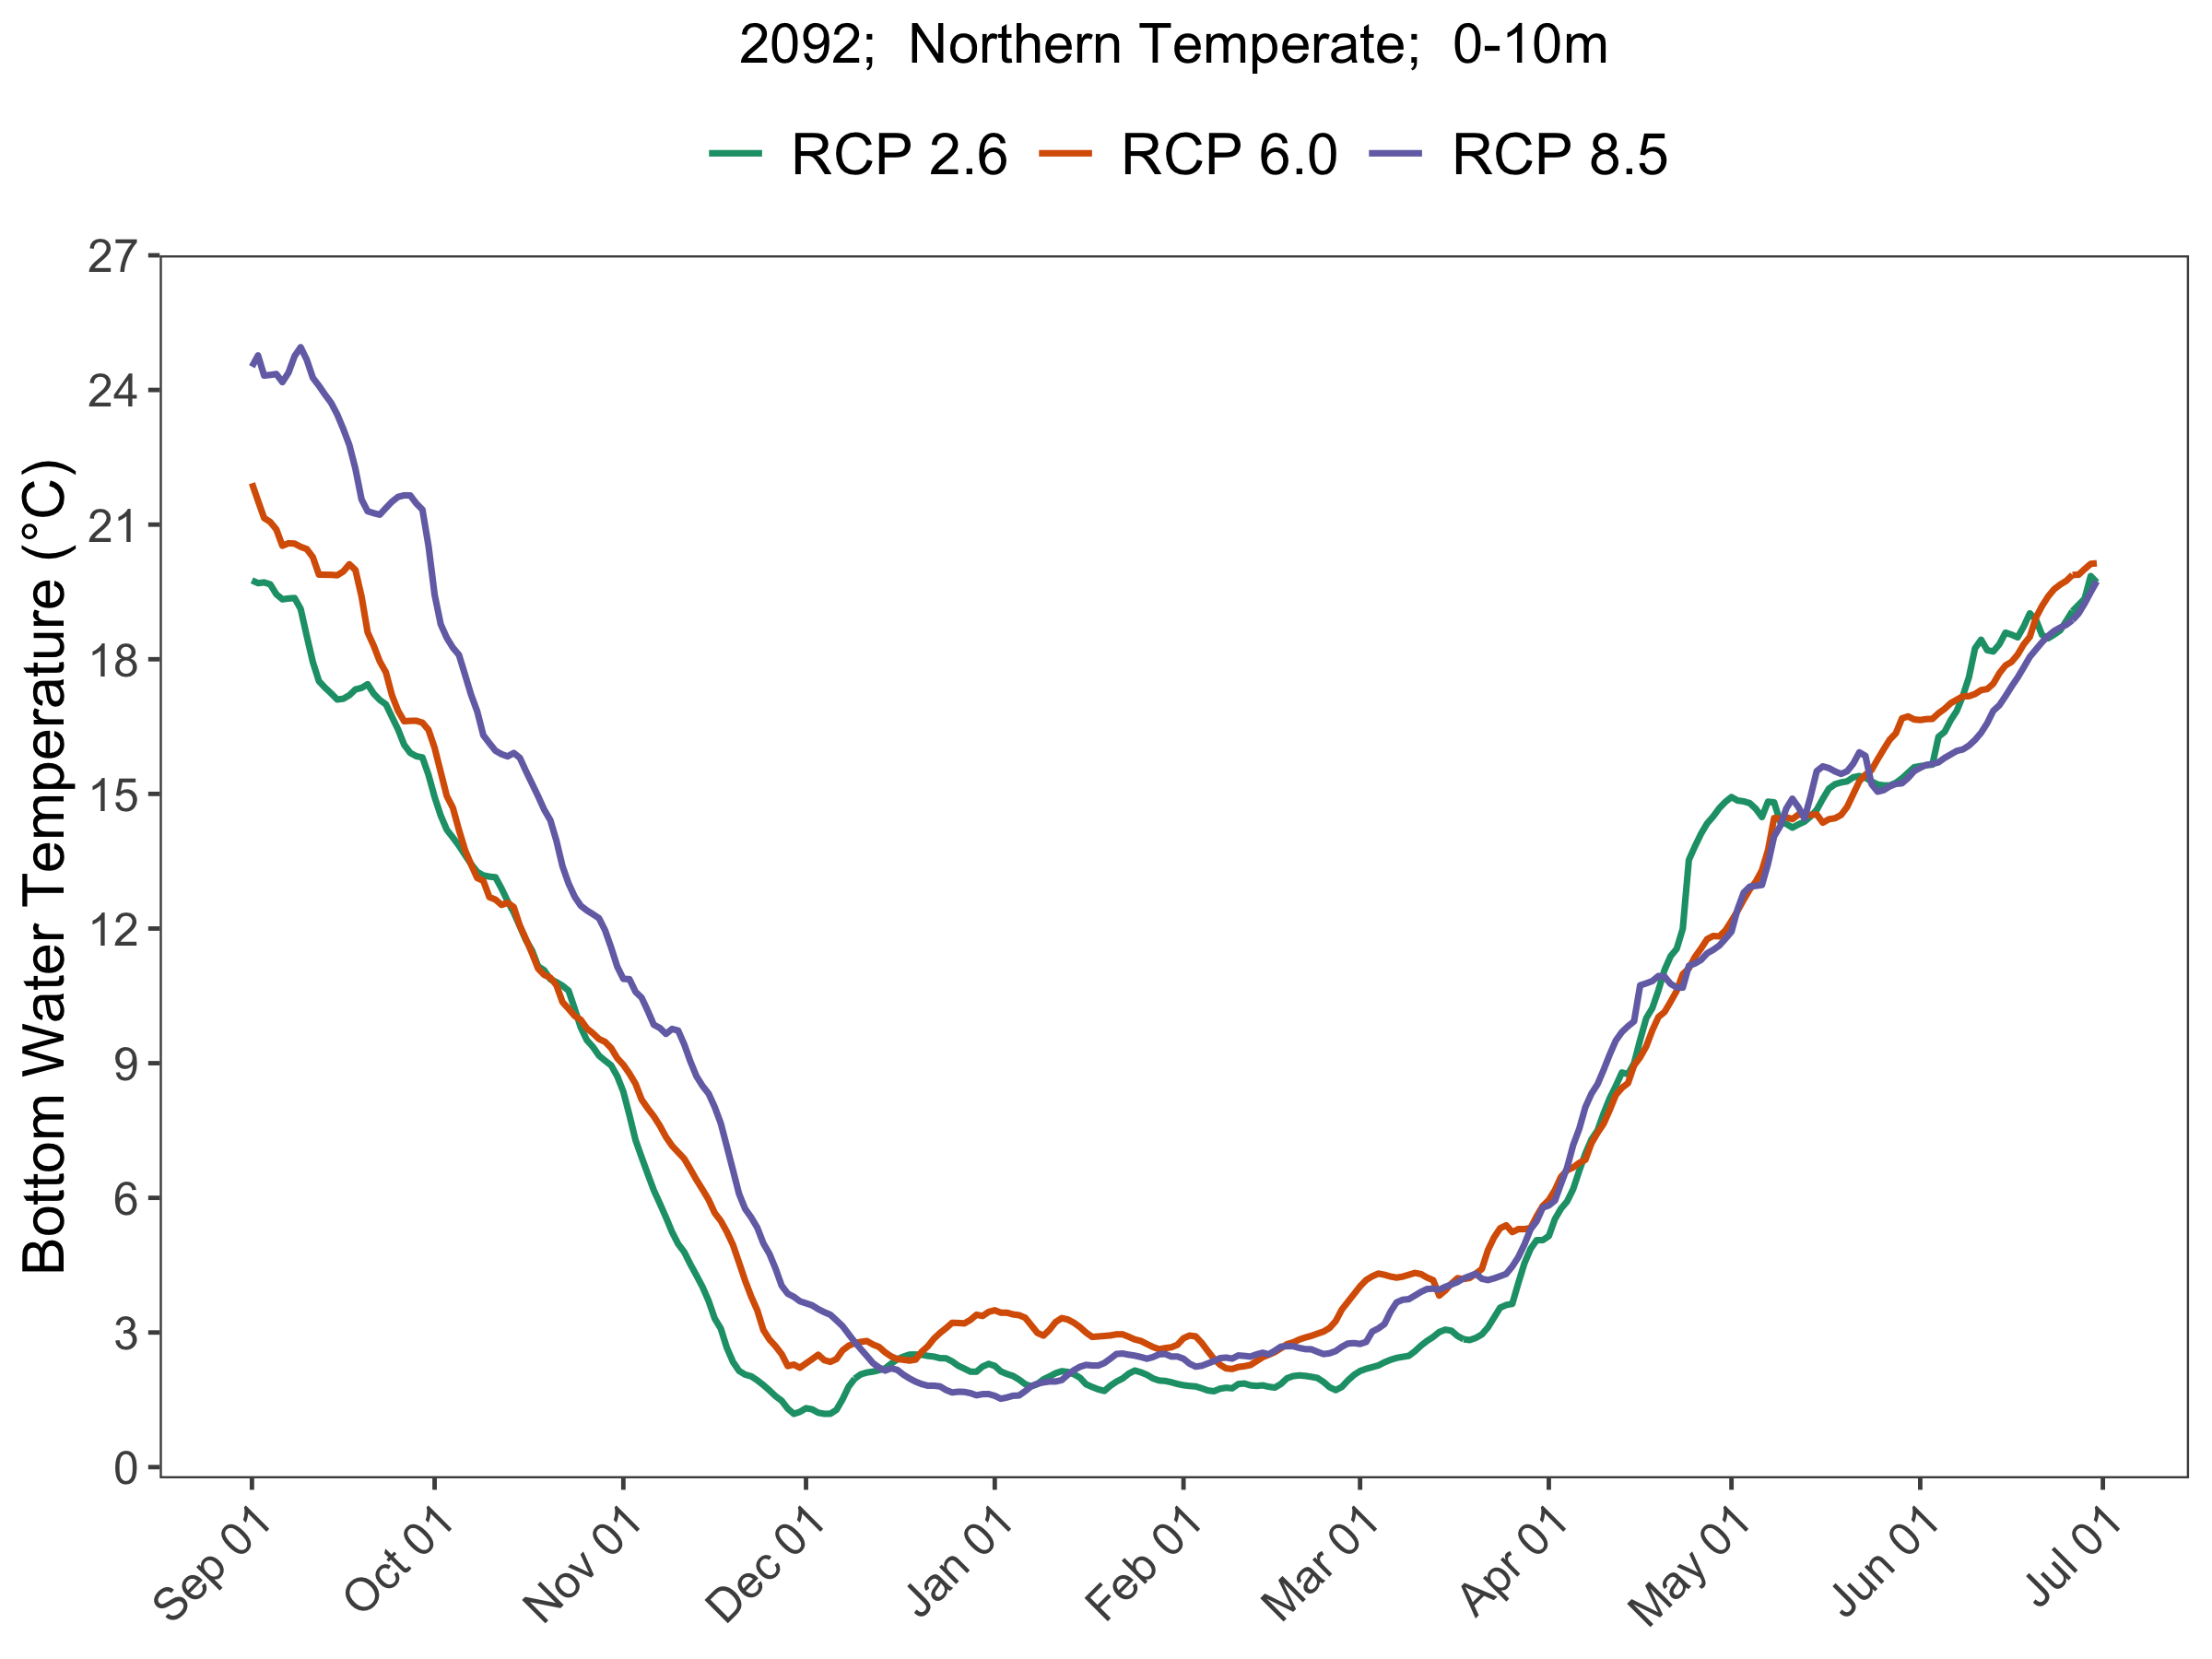 2092;  Northern Temperate;  0-10m
RCP 2.6 RCP 6.0 RCP 8.5
Bottom Water Temperature (°C)
27
24
21
18
15
12
9
6
3
0
Sep 01 Oct 01 Nov 01 Dec 01 Jan 01 Feb 01 Mar 01 Apr 01 May 01 Jun 01 Jul 01